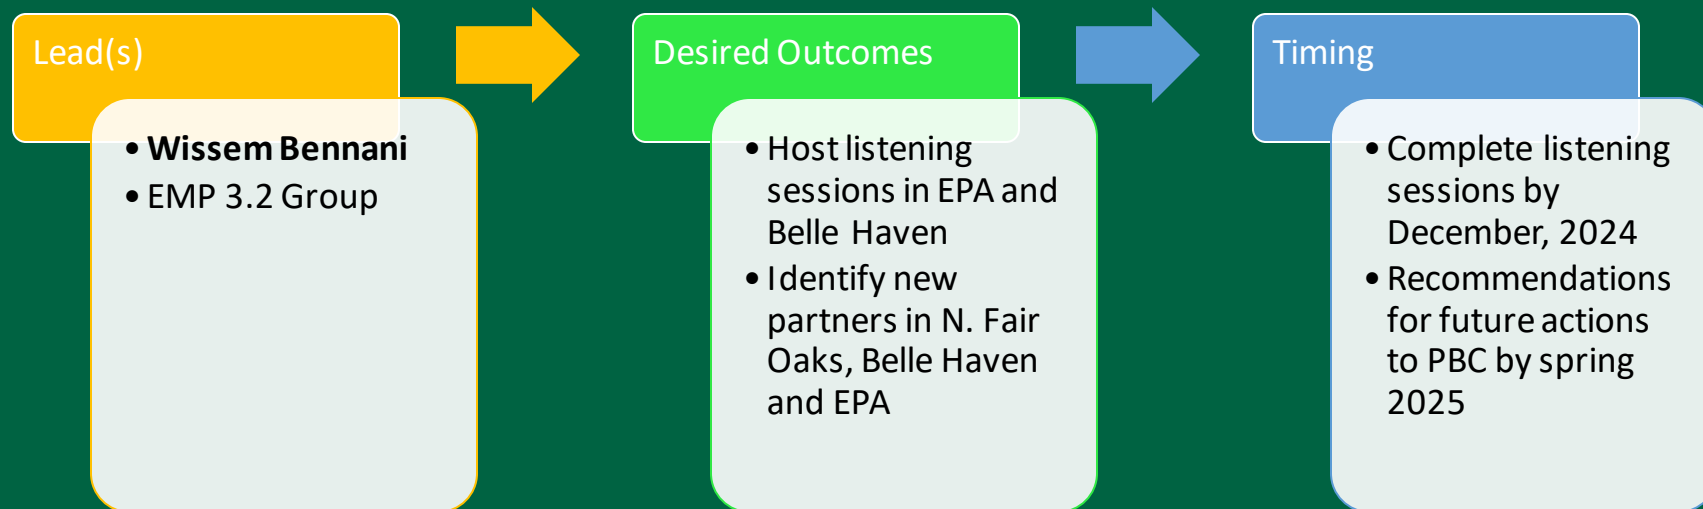 Lead(s)
• Wissem Bennani
• EMP 3.2 Group
Desired Outcomes
• Host listening
sessions in EPA and
Belle Haven
• Identify new
partners in N. Fair
Oaks, Belle Haven
and EPA
Timing
• Complete listening
sessions by
December, 2024
• Recommendations
for future actions
to PBC by spring
2025